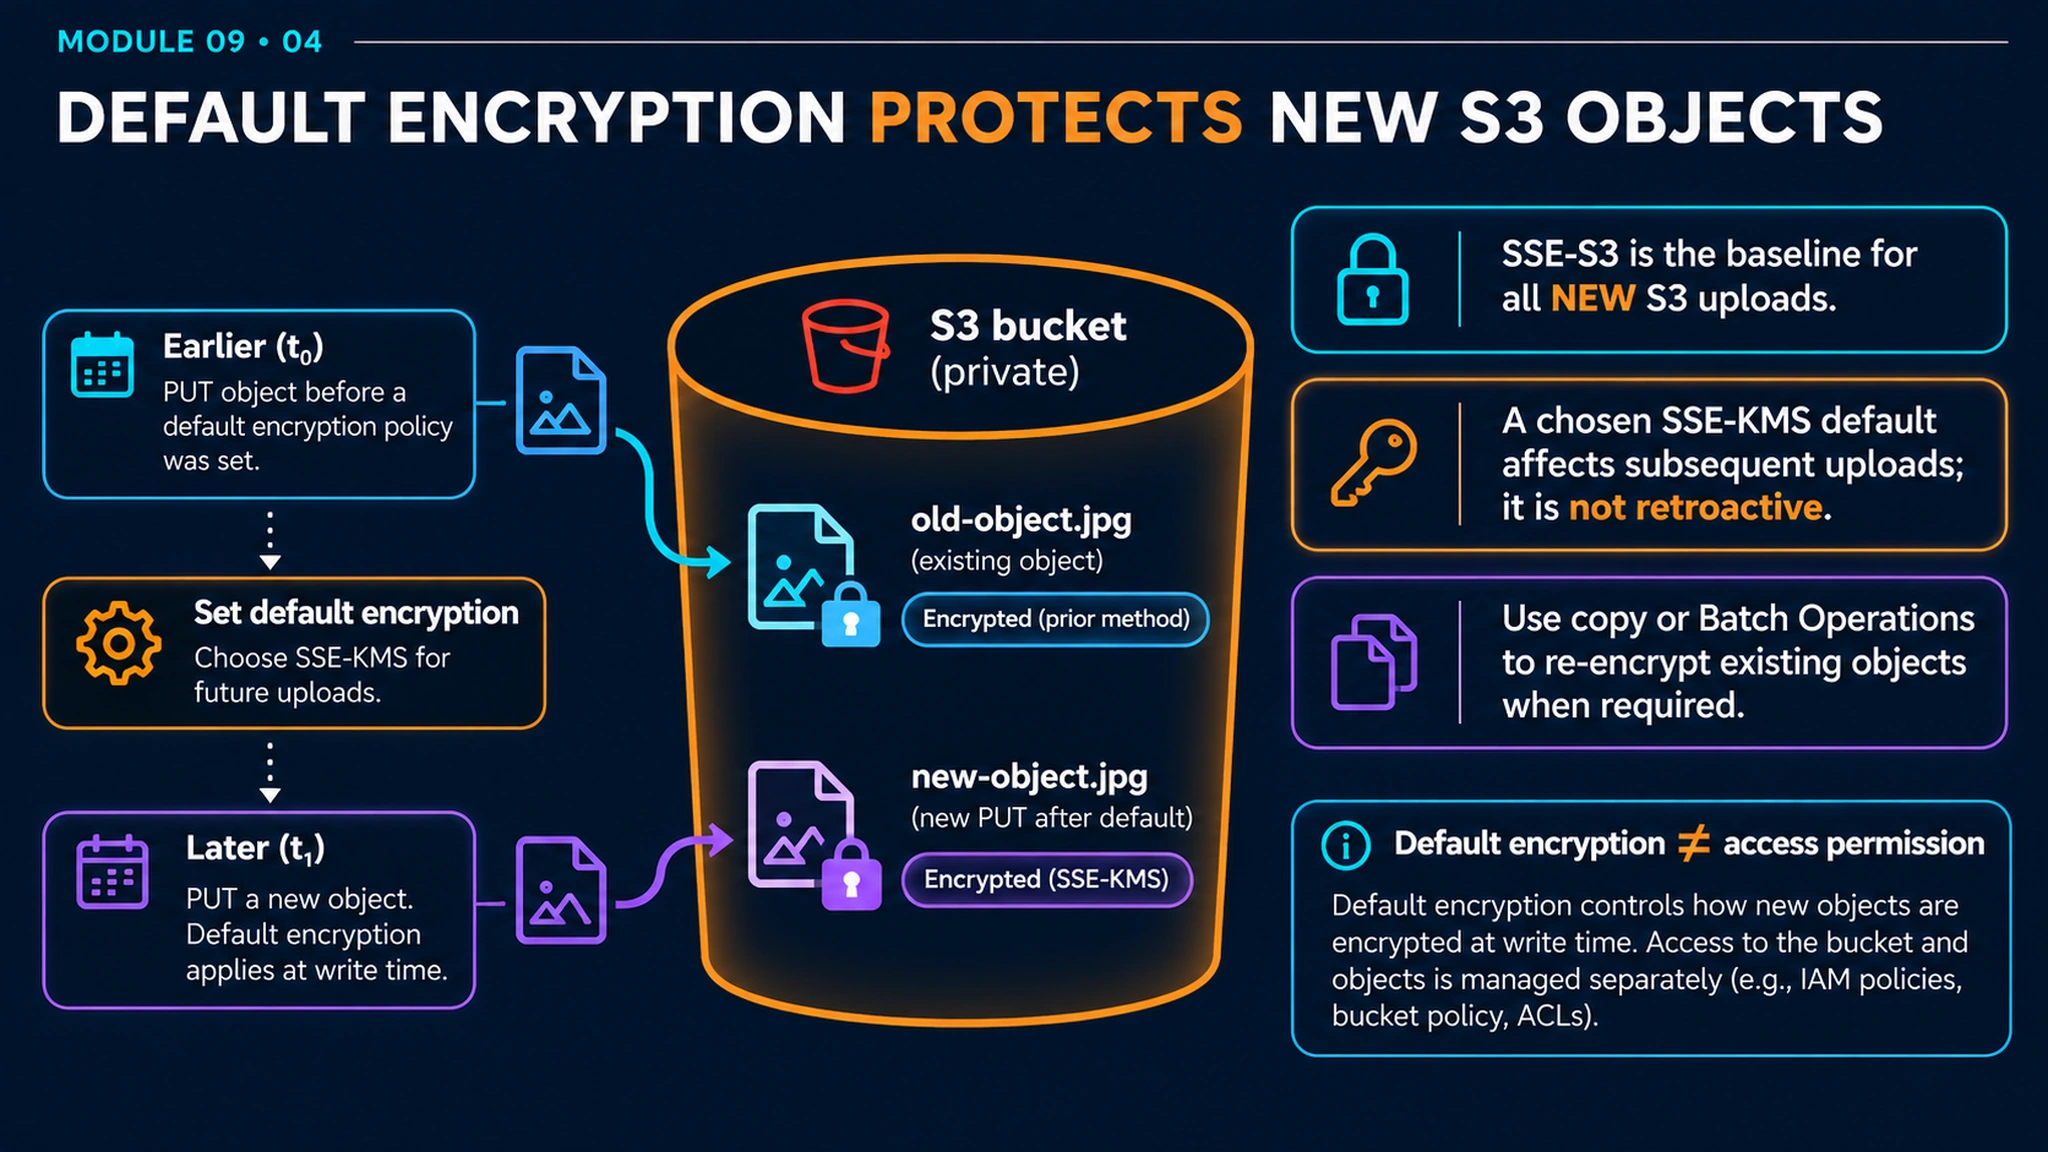 MODULE 09 • 04
DEFAULT ENCRYPTION PROTECTS NEW S3 OBJECTS
Earlier (t₀)
PUT object before a
default encryption policy
was set.
Set default encryption
Choose SSE-KMS for
future uploads.
Later (t₁)
PUT a new object.
Default encryption
applies at write time.
S3 bucket
(private)
old-object.jpg
(existing object)
Encrypted (prior method)
new-object.jpg
(new PUT after default)
Encrypted (SSE-KMS)
SSE-S3 is the baseline for
all NEW S3 uploads.
A chosen SSE-KMS default
affects subsequent uploads;
it is not retroactive.
Use copy or Batch Operations
to re-encrypt existing objects
when required.
Default encryption ≠ access permission
Default encryption controls how new objects are
encrypted at write time. Access to the bucket and
objects is managed separately (e.g., IAM policies,
bucket policy, ACLs).